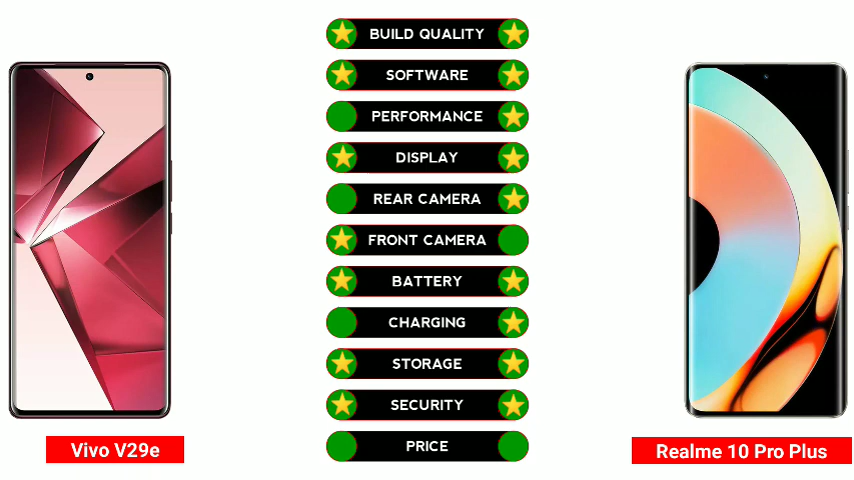 BUILD QUALITY
SOFTWARE
PERFORMANCE
DISPLAY
REAR CAMERA
FRONT CAMERA
BATTERY
CHARGING
STORAGE
SECURITY
PRICE
Vivo V29e
Realme 10 Pro Plus